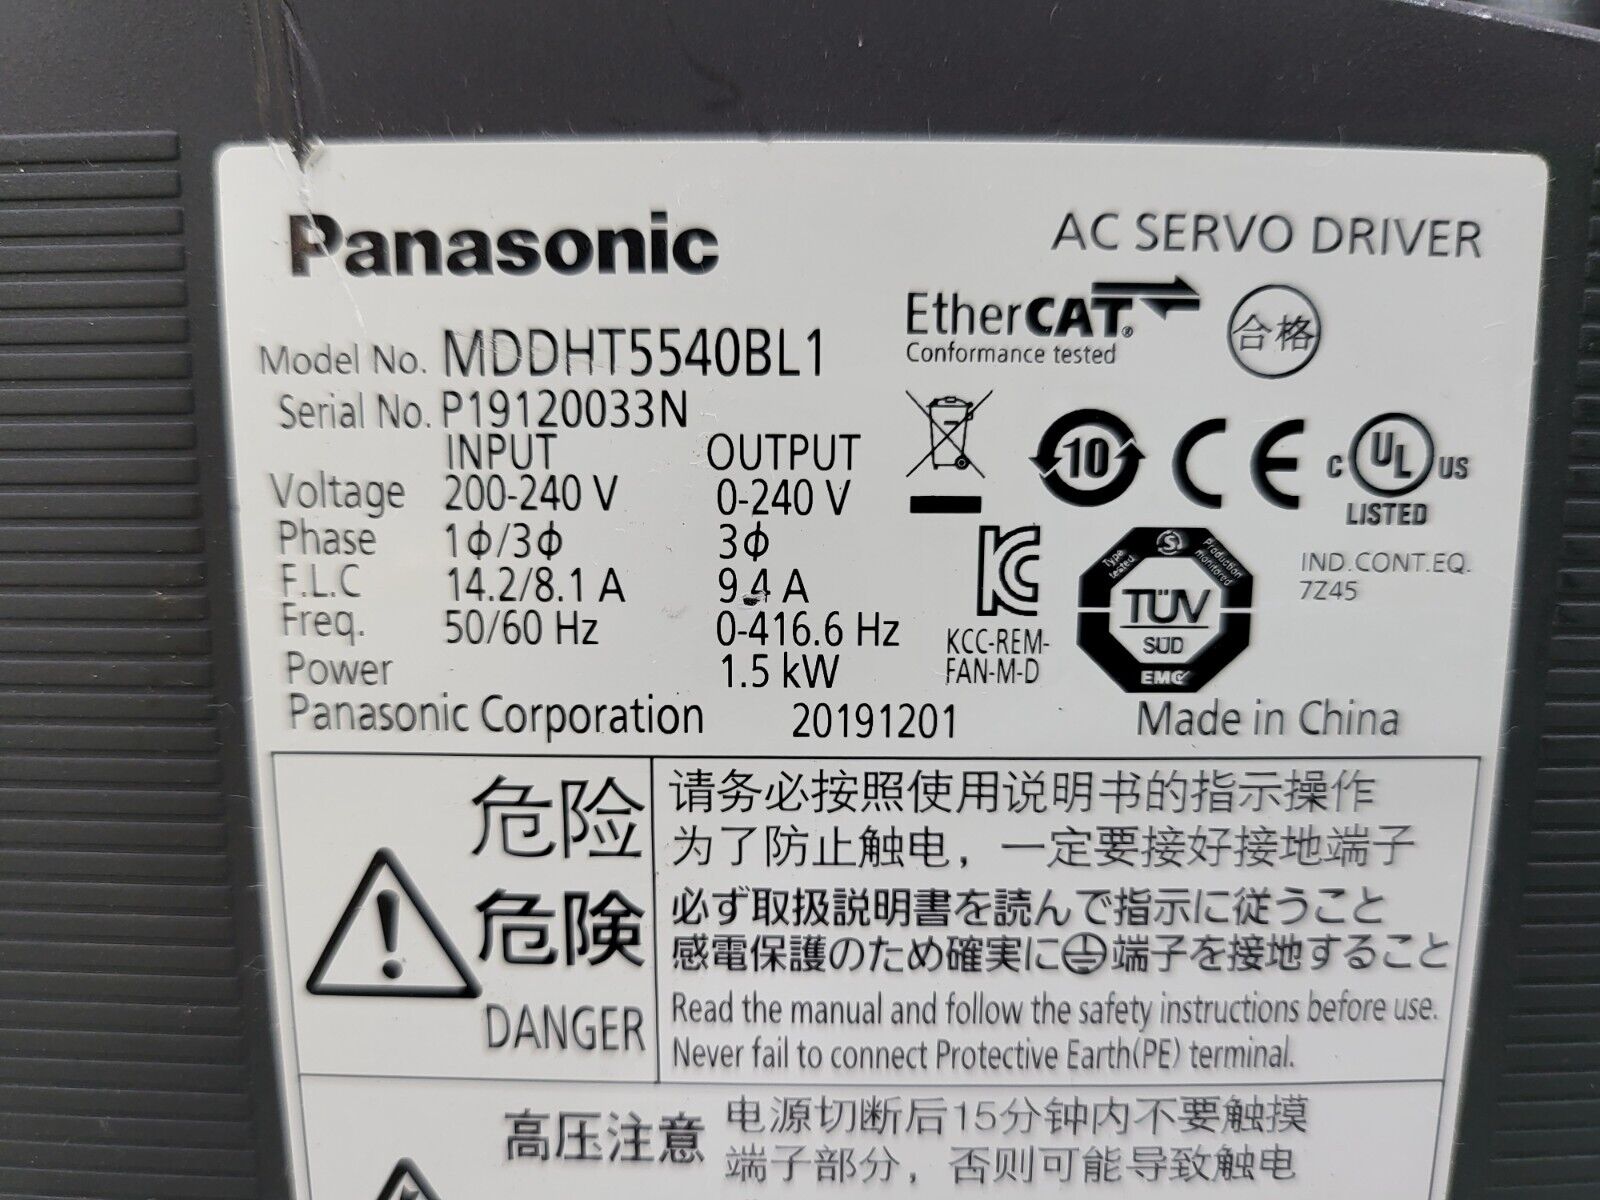 Panasonic
AC SERVO DRIVER
EtherCAT®
Conformance tested
合格
Model No. MDDHT5540BL1
Serial No. P19120033N
INPUT OUTPUT
Voltage 200-240 V 0-240 V
Phase 1Φ/3Φ 3Φ
F.L.C 14.2/8.1 A 9.4 A
Freq. 50/60 Hz 0-416.6 Hz
Power 1.5 kW
Panasonic Corporation 20191201 Made in China
10
CE
C UL US
LISTED
IND.CONT.EQ.
7Z45
KC
KCC-REM-
FAN-M-D
Type tested
Production monitored
TÜV
SÜD
EMC
危险
危険
DANGER
请务必按照使用说明书的指示操作
为了防止触电，一定要接好接地端子
必ず取扱説明書を読んで指示に従うこと
感電保護のため確実に⏚端子を接地すること
Read the manual and follow the safety instructions before use.
Never fail to connect Protective Earth(PE) terminal.
高压注意
电源切断后15分钟内不要触摸
端子部分，否则可能导致触电